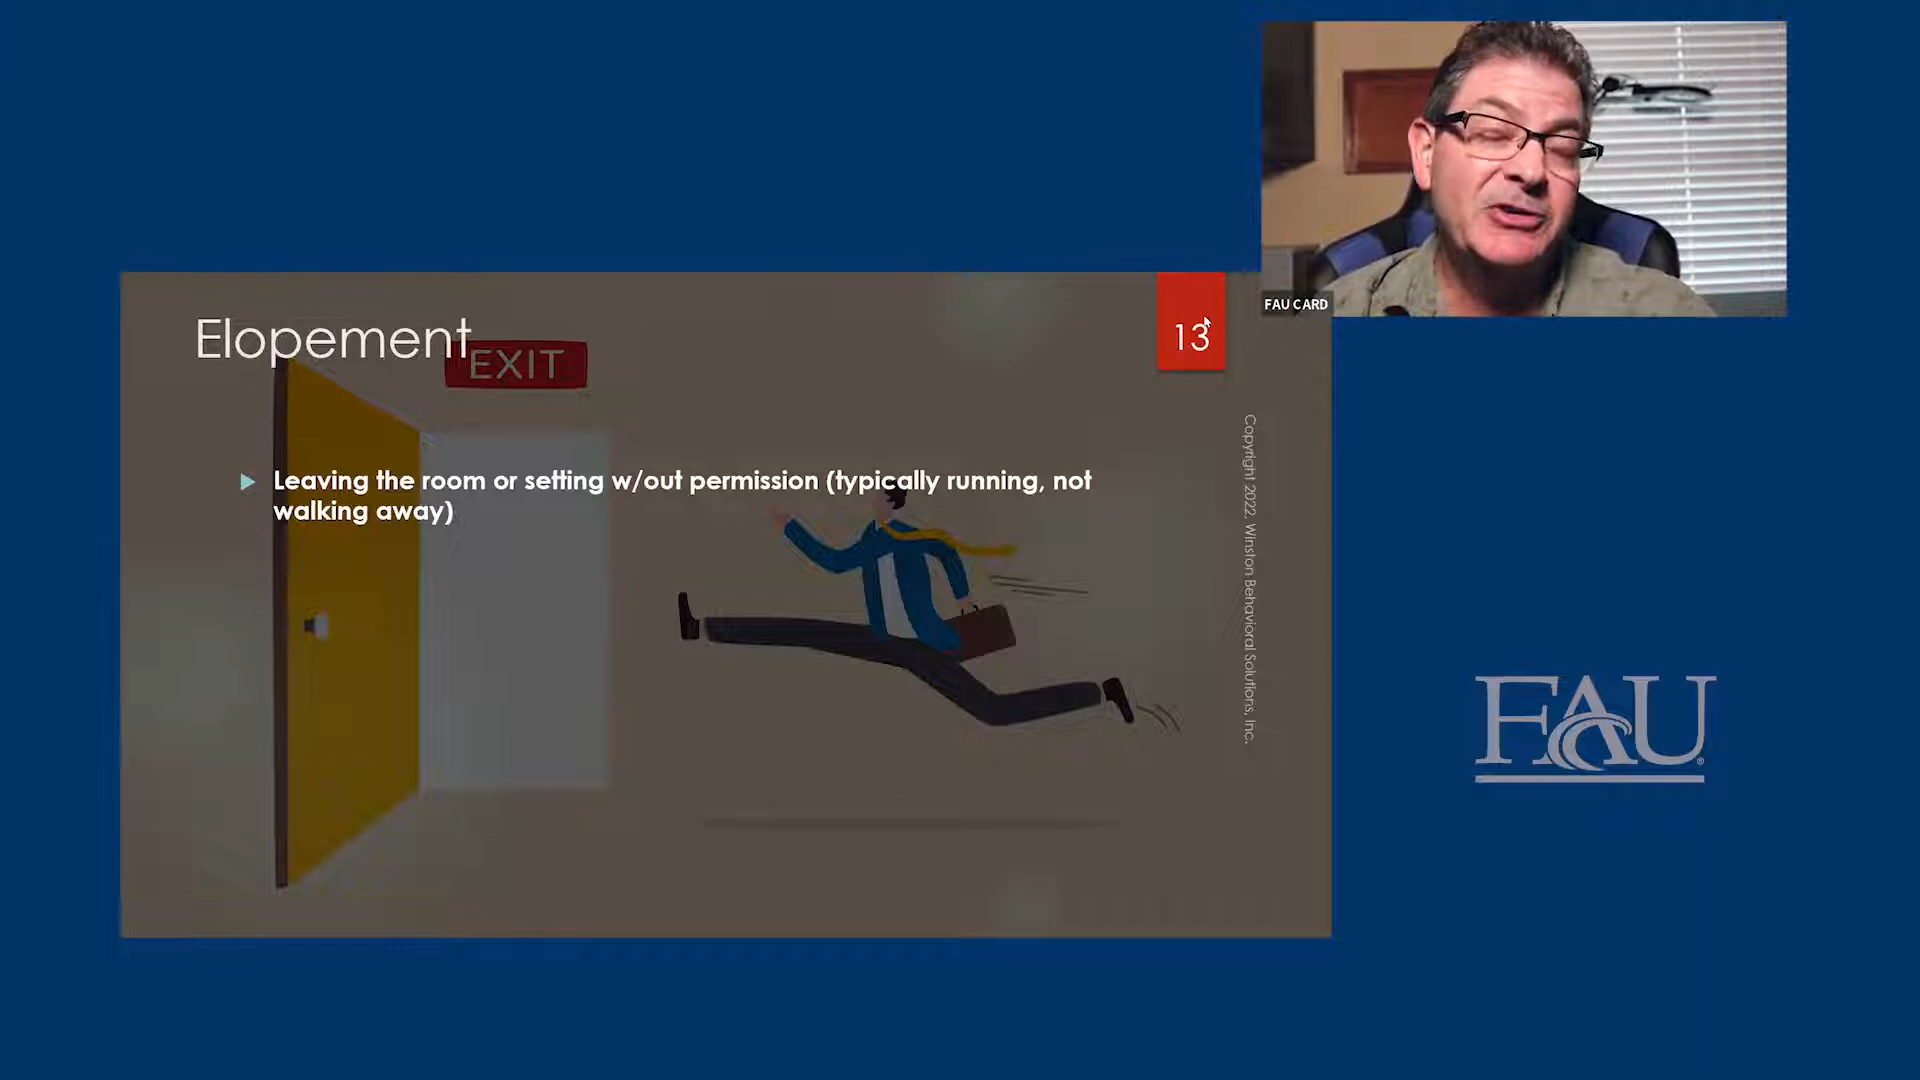 FAU CARD
Elopement
EXIT
13
Leaving the room or setting w/out permission (typically running, not
walking away)
Copyright 2022, Winston Behavioral Solutions, Inc.
FAU®